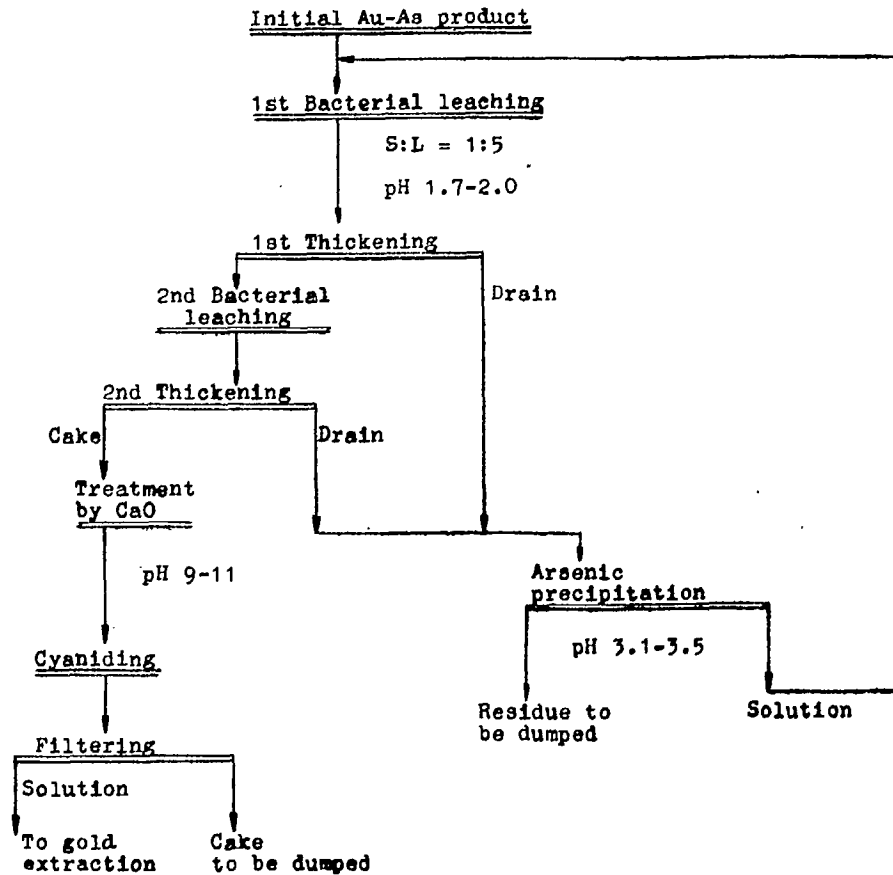 Initial Au-As product
1st Bacterial leaching
S:L = 1:5
pH 1.7-2.0
1st Thickening
2nd Bacterial
leaching
Drain
2nd Thickening
Cake
Drain
Treatment
by CaO
pH 9-11
Arsenic
precipitation
pH 3.1-3.5
Cyaniding
Residue to
be dumped
Solution
Filtering
Solution
To gold
extraction
Cake
to be dumped